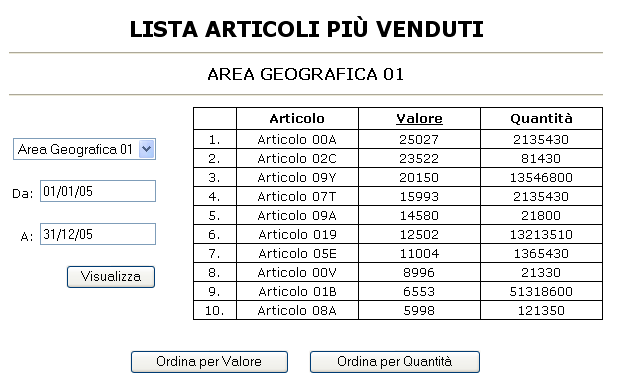 LISTA ARTICOLI PIÙ VENDUTI
AREA GEOGRAFICA 01
Area Geografica 01
Da: 01/01/05
A: 31/12/05
Visualizza
Articolo Valore Quantità
1. Articolo 00A 25027 2135430
2. Articolo 02C 23522 81430
3. Articolo 09Y 20150 13546800
4. Articolo 07T 15993 2135430
5. Articolo 09A 14580 21800
6. Articolo 019 12502 13213510
7. Articolo 05E 11004 1365430
8. Articolo 00V 8996 21330
9. Articolo 01B 6553 51318600
10. Articolo 08A 5998 121350
Ordina per Valore Ordina per Quantità